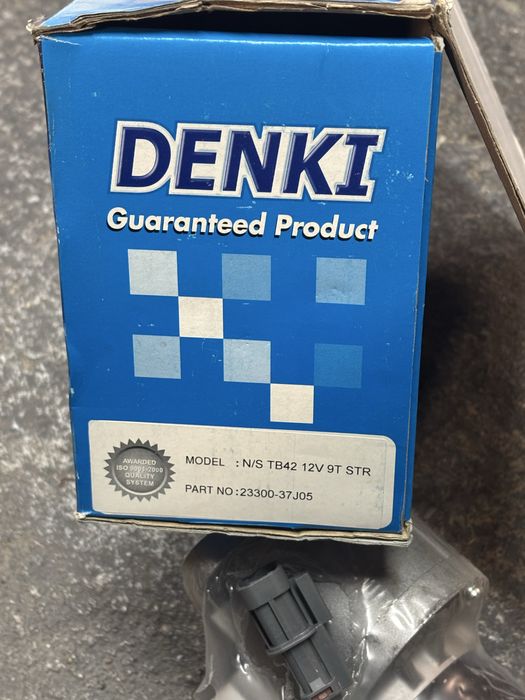 DENKI
Guaranteed Product
AWARDED
ISO 9001:2000
QUALITY
SYSTEM
MODEL : N/S TB42 12V 9T STR
PART NO : 23300-37J05